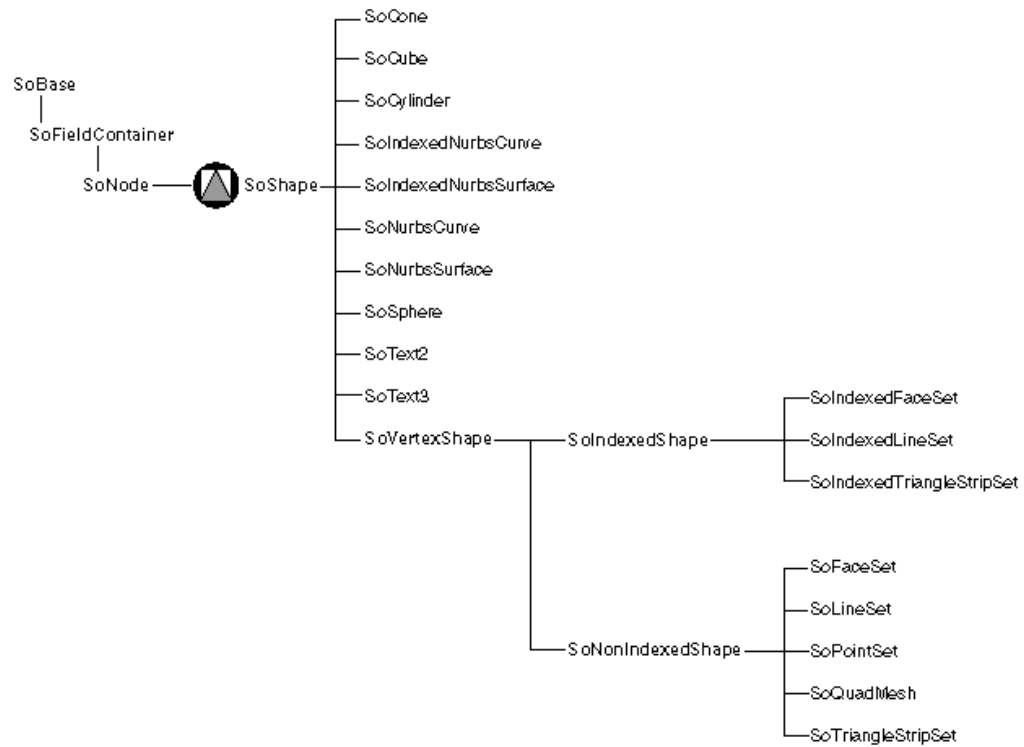 SoCone
SoCube
SoBase
SoCylinder
SoFieldContainer
SoIndexedNurbsCurve
SoNode
SoShape
SoIndexedNurbsSurface
SoNurbsCurve
SoNurbsSurface
SoSphere
SoText2
SoText3
SoIndexedFaceSet
SoVertexShape
SoIndexedShape
SoIndexedLineSet
SoIndexedTriangleStripSet
SoFaceSet
SoLineSet
SoNonIndexedShape
SoPointSet
SoQuadMesh
SoTriangleStripSet